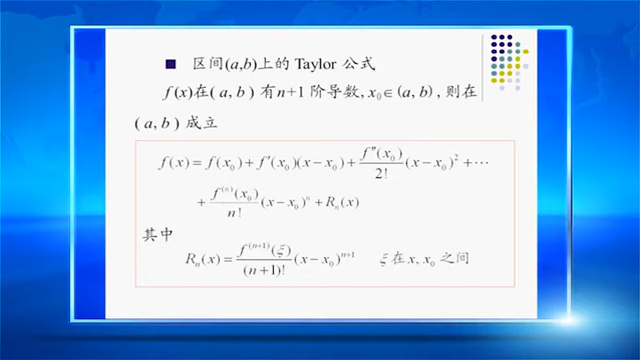 ■ 区间(a,b)上的 Taylor 公式
f (x)在( a, b ) 有n+1 阶导数, x₀∈(a, b), 则在
( a, b ) 成立
f(x) = f(x₀) + f′(x₀)(x−x₀) + f″(x₀)/2! (x−x₀)² + ⋯
+ f⁽ⁿ⁾(x₀)/n! (x−x₀)ⁿ + Rₙ(x)
其中
Rₙ(x) = f⁽ⁿ⁺¹⁾(ξ)/(n+1)! (x−x₀)ⁿ⁺¹ ξ 在 x, x₀ 之间